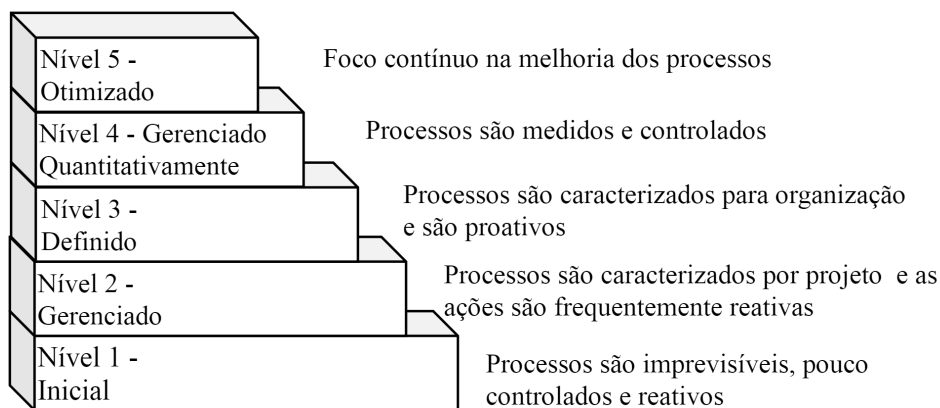 Nível 5 -
Otimizado
Foco contínuo na melhoria dos processos
Nível 4 - Gerenciado
Quantitativamente
Processos são medidos e controlados
Nível 3 -
Definido
Processos são caracterizados para organização
e são proativos
Nível 2 -
Gerenciado
Processos são caracterizados por projeto e as
ações são frequentemente reativas
Nível 1 -
Inicial
Processos são imprevisíveis, pouco
controlados e reativos